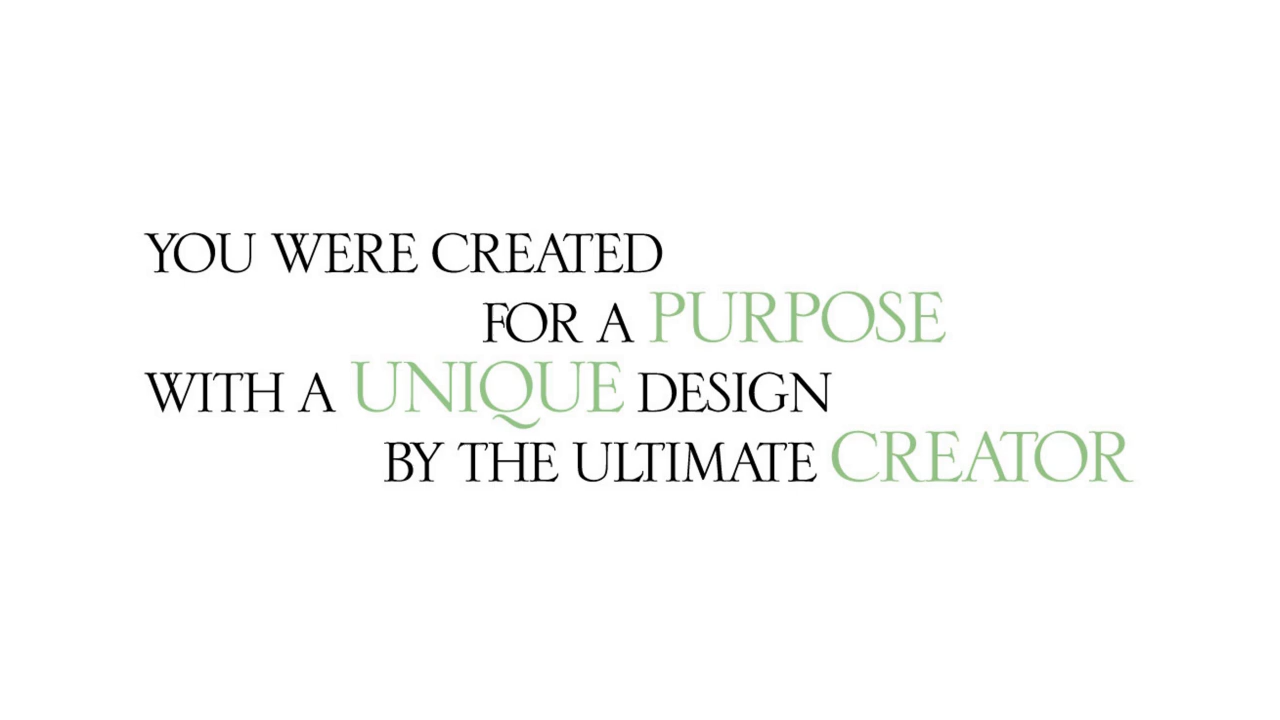 YOU WERE CREATED
FOR A PURPOSE
WITH A UNIQUE DESIGN
BY THE ULTIMATE CREATOR